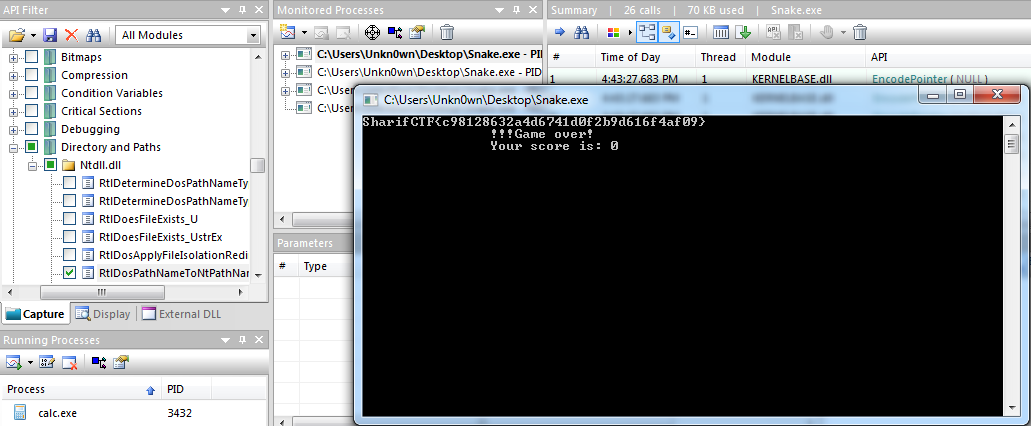 API Filter
All Modules
Bitmaps
Compression
Condition Variables
Critical Sections
Debugging
Directory and Paths
Ntdll.dll
RtlDetermineDosPathNameTy
RtlDetermineDosPathNameTy
RtlDoesFileExists_U
RtlDoesFileExists_UstrEx
RtlDosApplyFileIsolationRedi
RtlDosPathNameToNtPathNam
Capture
Display
External DLL
Running Processes
Process PID
calc.exe 3432
Monitored Processes
C:\Users\Unkn0wn\Desktop\Snake.exe - PID
C:\Users\Unkn0wn\Desktop\Snake.exe - PID
C:\Us
C:\Us
Parameters
# Type
Summary | 26 calls | 70 KB used | Snake.exe
# Time of Day Thread Module API
1 4:43:27.683 PM 1 KERNELBASE.dll EncodePointer ( NULL )
C:\Users\Unkn0wn\Desktop\Snake.exe
SharifCTF{c98128632a4d6741d0f2b9d616f4af09}
!!!Game over!
Your score is: 0